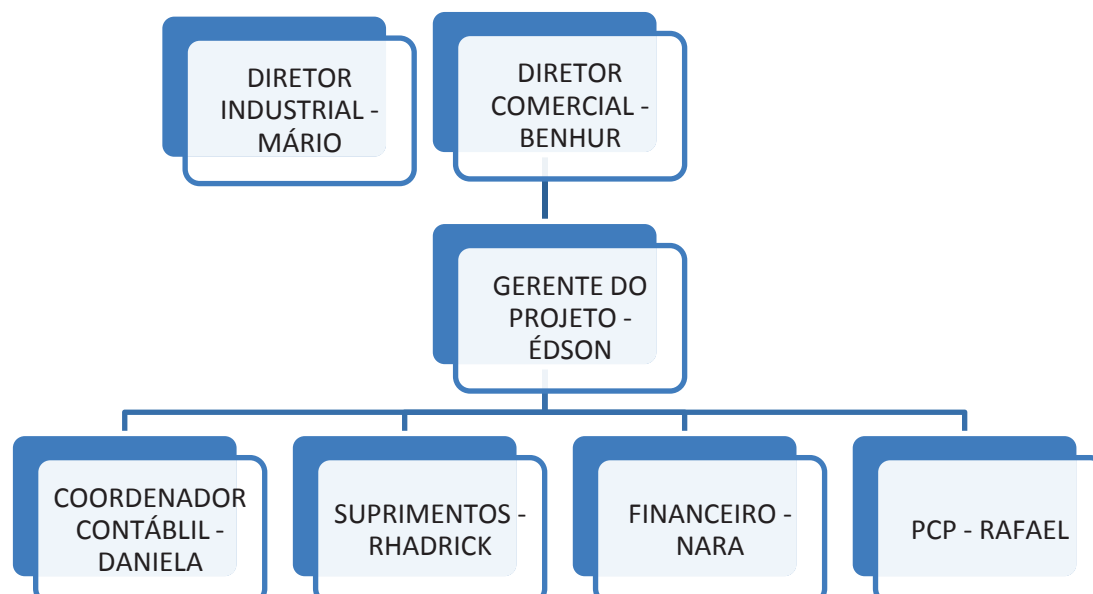 DIRETOR
INDUSTRIAL -
MÁRIO
DIRETOR
COMERCIAL -
BENHUR
GERENTE DO
PROJETO -
ÉDSON
COORDENADOR
CONTÁBLIL -
DANIELA
SUPRIMENTOS -
RHADRICK
FINANCEIRO -
NARA
PCP - RAFAEL